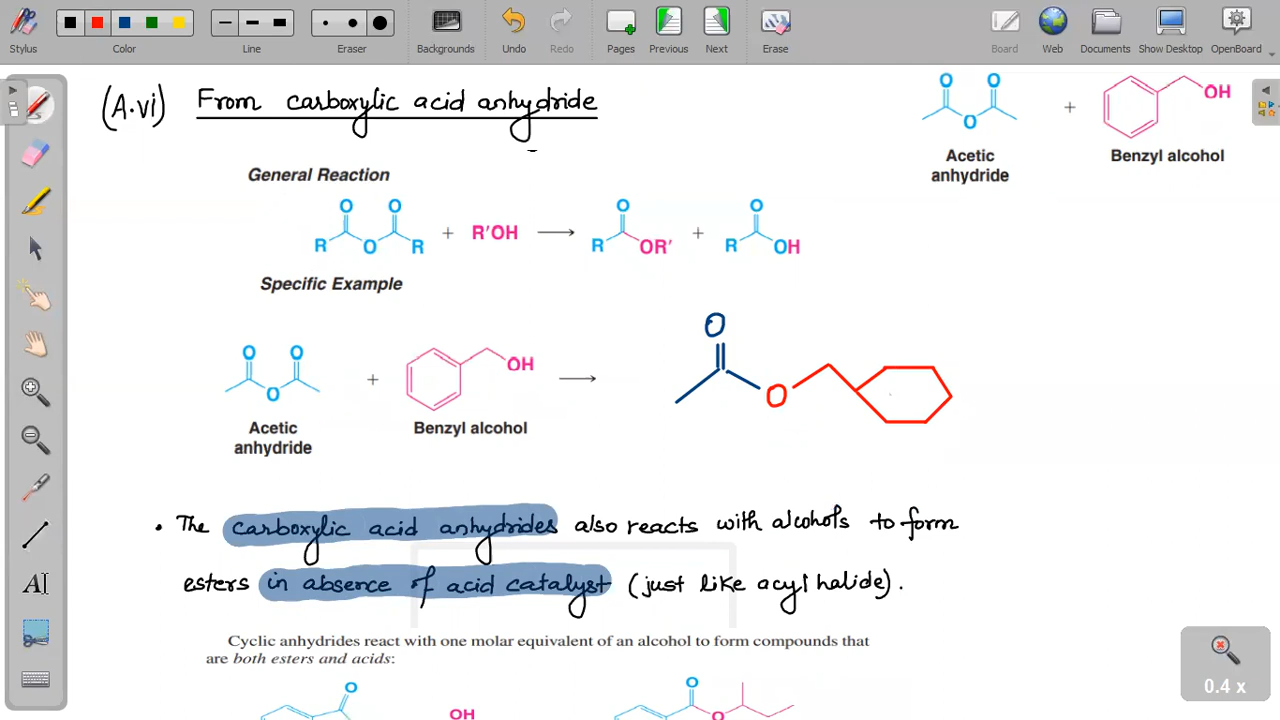 Stylus
Color
Line
Eraser
Backgrounds
Undo
Redo
Pages
Previous
Next
Erase
Board
Web
Documents
Show Desktop
OpenBoard
(A.vi) From carboxylic acid anhydride
O O
O
+
OH
Acetic
anhydride
Benzyl alcohol
General Reaction
O O
R O R + R′OH → O R OR′ + O R OH
Specific Example
O O
O
+
OH
→
O
O
Acetic
anhydride
Benzyl alcohol
• The carboxylic acid anhydrides also reacts with alcohols to form
esters in absence of acid catalyst (just like acyl halide).
Cyclic anhydrides react with one molar equivalent of an alcohol to form compounds that
are both esters and acids:
O
OH
O
O
AI
0.4 x